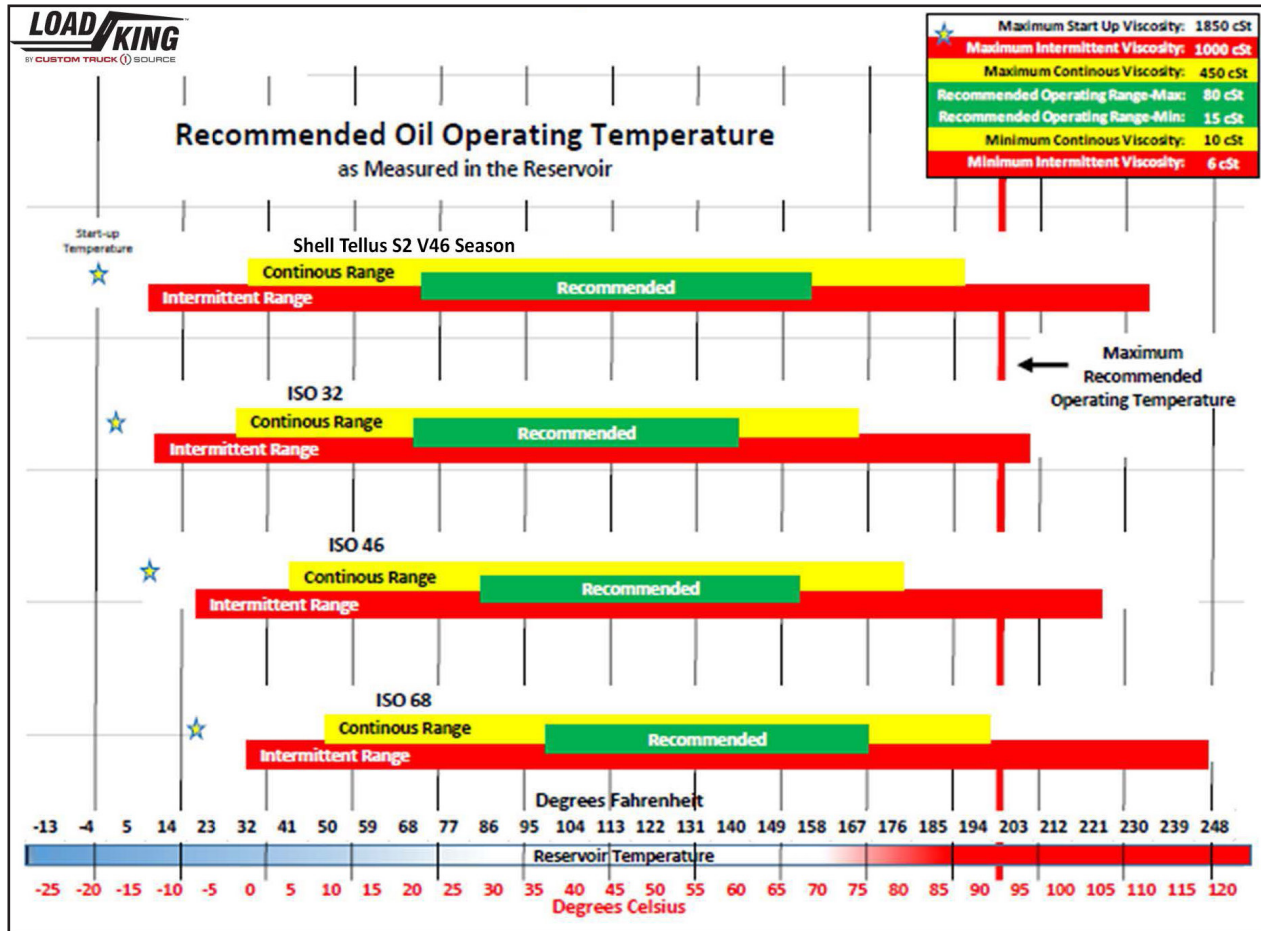 LOAD KING
BY CUSTOM TRUCK ONE SOURCE
Maximum Start Up Viscosity: 1850 cSt
Maximum Intermittent Viscosity: 1000 cSt
Maximum Continous Viscosity: 450 cSt
Recommended Operating Range-Max: 80 cSt
Recommended Operating Range-Min: 15 cSt
Minimum Continous Viscosity: 10 cSt
Minimum Intermittent Viscosity: 6 cSt
Recommended Oil Operating Temperature
as Measured in the Reservoir
Start-up
Temperature
Shell Tellus S2 V46 Season
Continous Range
Recommended
Intermittent Range
Maximum
Recommended
Operating Temperature
ISO 32
Continous Range
Recommended
Intermittent Range
ISO 46
Continous Range
Recommended
Intermittent Range
ISO 68
Continous Range
Recommended
Intermittent Range
Degrees Fahrenheit
-13 -4 5 14 23 32 41 50 59 68 77 86 95 104 113 122 131 140 149 158 167 176 185 194 203 212 221 230 239 248
Reservoir Temperature
-25 -20 -15 -10 -5 0 5 10 15 20 25 30 35 40 45 50 55 60 65 70 75 80 85 90 95 100 105 110 115 120
Degrees Celsius